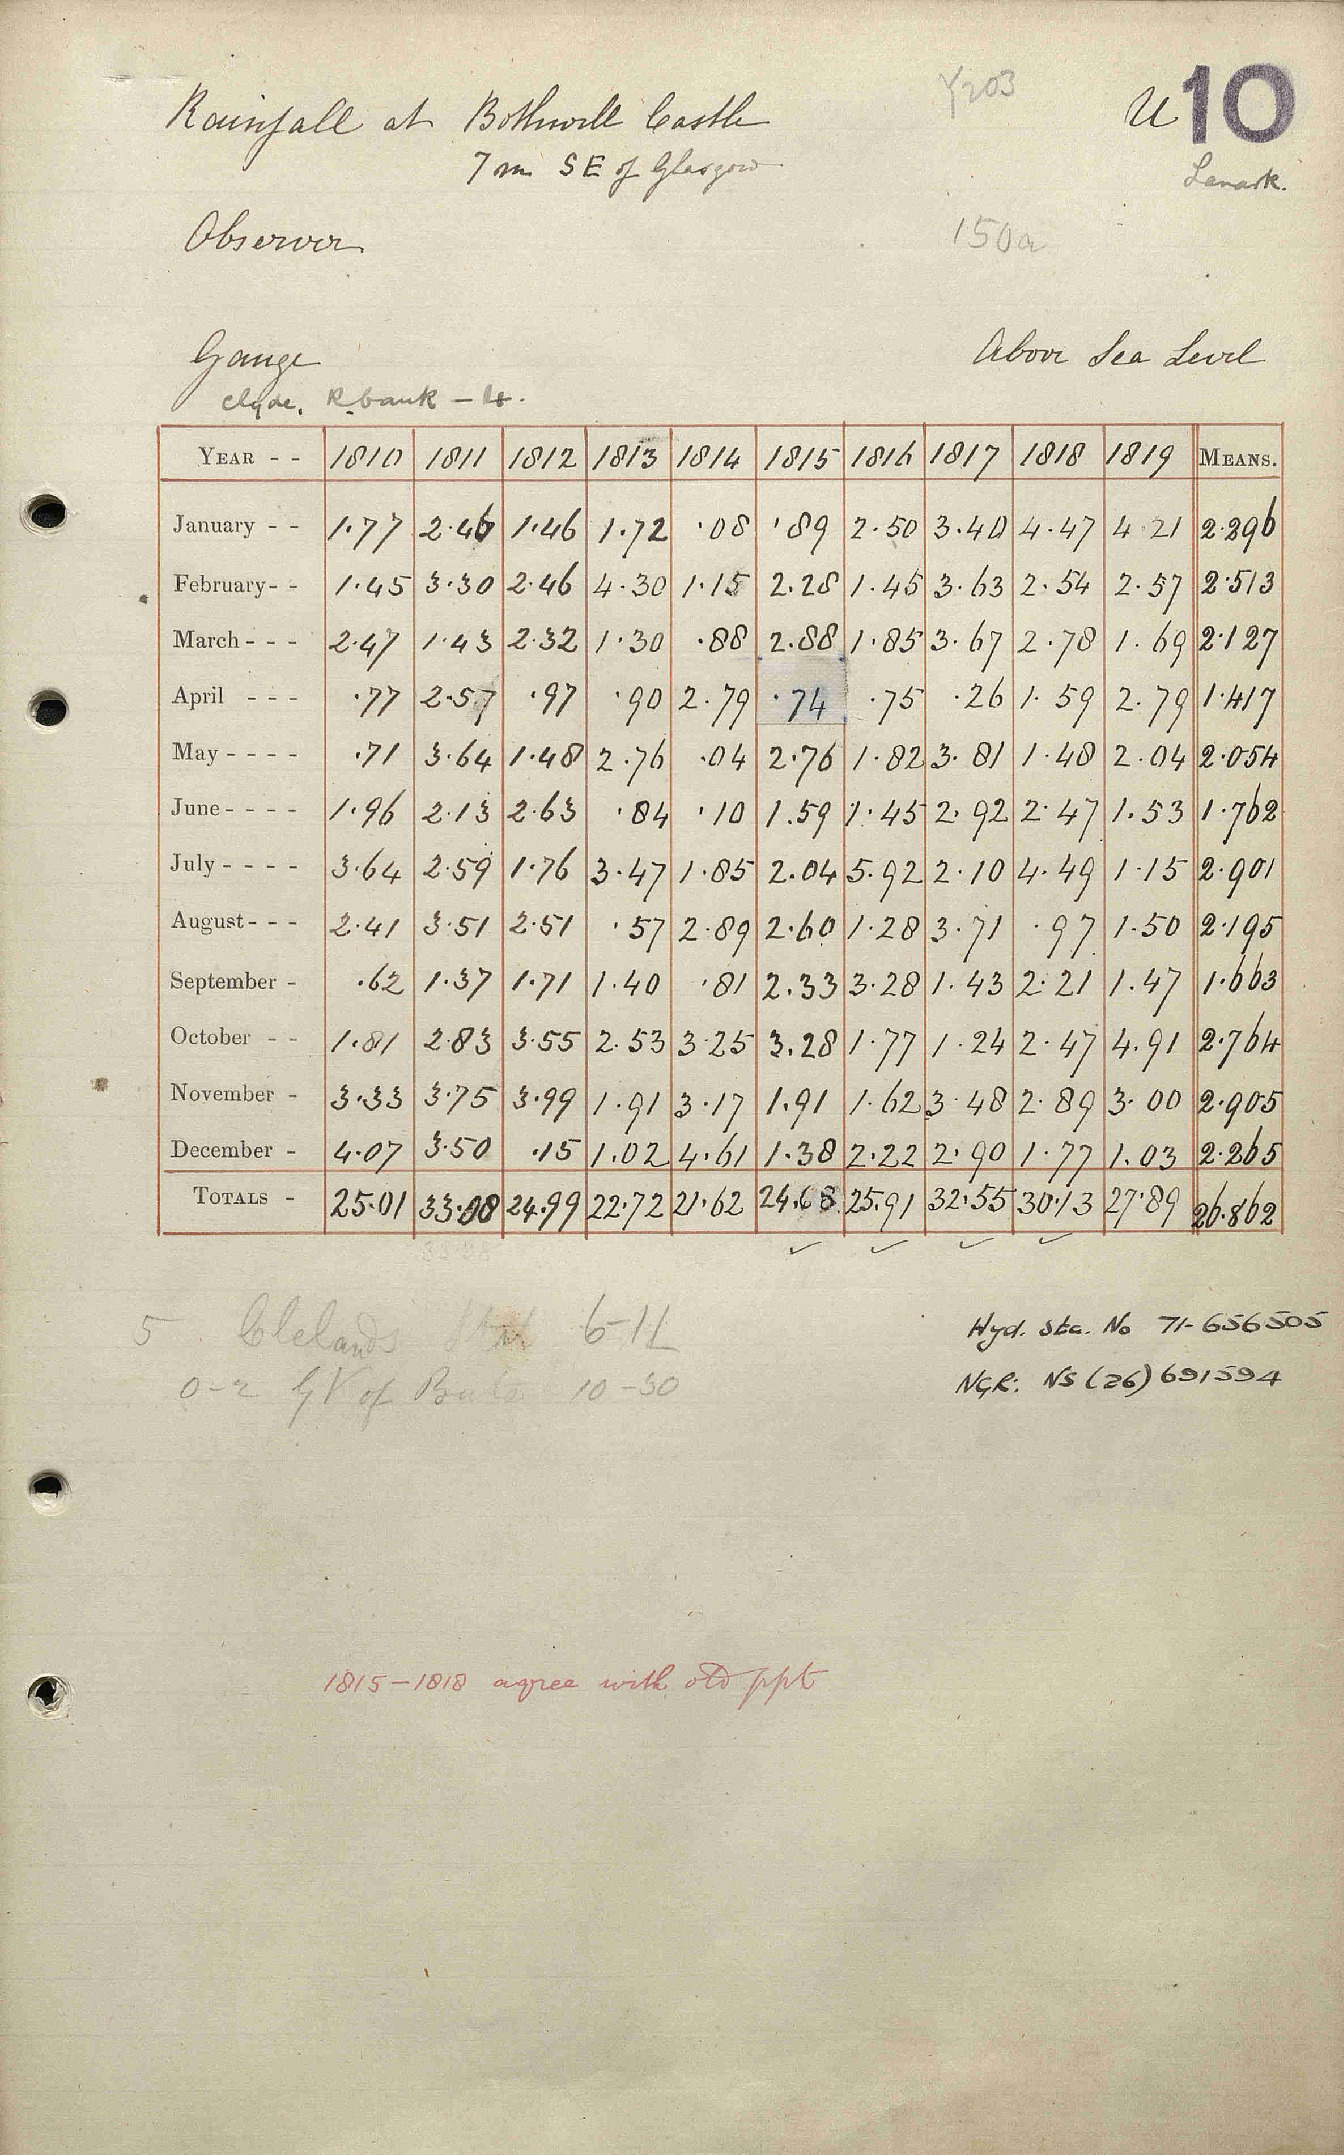 Rainfall at Bothwell Castle
Y203
U 10
7 m SE of Glasgow
Lanark.
Observer
150a
Gauge
Above Sea Level
Clyde. R. bank - 4.
YEAR - - 1810 1811 1812 1813 1814 1815 1816 1817 1818 1819 MEANS.
January - - 1.77 2.46 1.46 1.72 .08 .89 2.50 3.40 4.47 4.21 2.296
February- - 1.45 3.30 2.46 4.30 1.15 2.28 1.45 3.63 2.54 2.57 2.513
March - - - 2.47 1.43 2.32 1.30 .88 2.88 1.85 3.67 2.78 1.69 2.127
April - - - .77 2.57 .97 .90 2.79 .74 .75 .26 1.59 2.79 1.417
May - - - - .71 3.64 1.48 2.76 .04 2.76 1.82 3.81 1.48 2.04 2.054
June - - - - 1.96 2.13 2.63 .84 .10 1.59 1.45 2.92 2.47 1.53 1.762
July - - - - 3.64 2.59 1.76 3.47 1.85 2.04 5.92 2.10 4.49 1.15 2.901
August - - - 2.41 3.51 2.51 .57 2.89 2.60 1.28 3.71 .97 1.50 2.195
September - .62 1.37 1.71 1.40 .81 2.33 3.28 1.43 2.21 1.47 1.663
October - - 1.81 2.83 3.55 2.53 3.25 3.28 1.77 1.24 2.47 4.91 2.764
November - 3.33 3.75 3.99 1.91 3.17 1.91 1.62 3.48 2.89 3.00 2.905
December - 4.07 3.50 .15 1.02 4.61 1.38 2.22 2.90 1.77 1.03 2.265
TOTALS - 25.01 33.08 24.99 22.72 21.62 24.68 25.91 32.55 30.13 27.89 26.862
5 Clelands 6-11
Hyd. Sta. No 71-656505
0-2 of Bute 10-30
NGR: NS (26) 691594
1815-1818 agree with old ppt